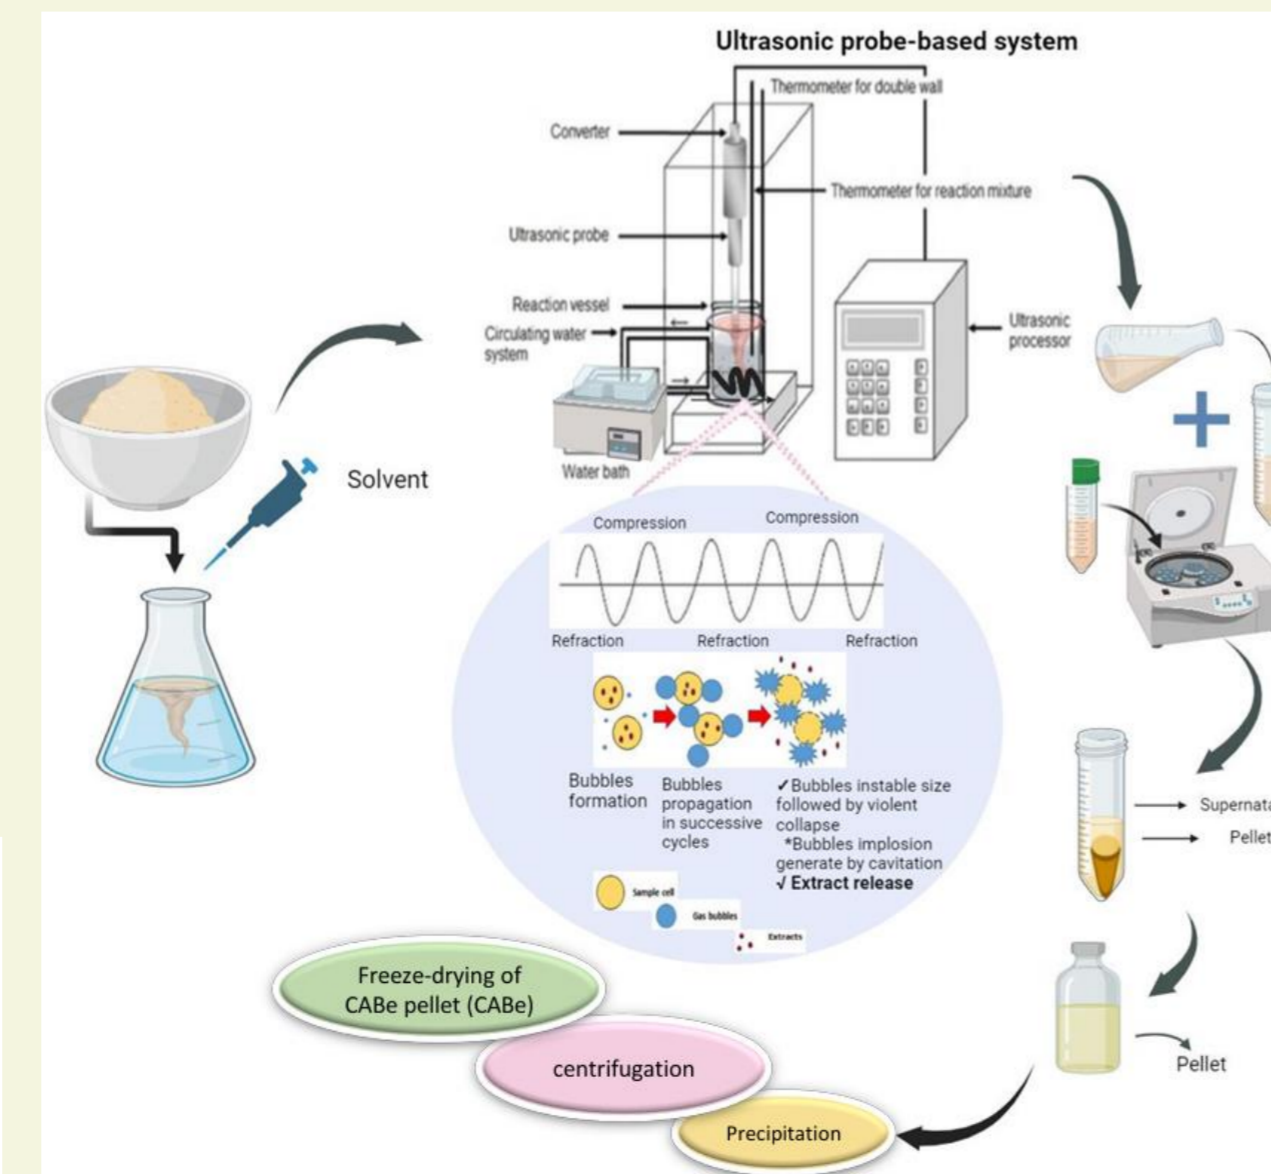 Ultrasonic probe-based system
Thermometer for double wall
Converter
Thermometer for reaction mixture
Ultrasonic probe
Reaction vessel
Circulating water
system
Ultrasonic
processor
Water bath
Solvent
Compression
Compression
Refraction
Refraction
Refraction
Bubbles
formation
Bubbles
propagation
in successive
cycles
✓Bubbles instable size
followed by violent
collapse
*Bubbles implosion
generate by cavitation
√ Extract release
Sample cell
Gas bubbles
Extracts
Supernata
Pellet
Pellet
Freeze-drying of
CABe pellet (CABe)
centrifugation
Precipitation